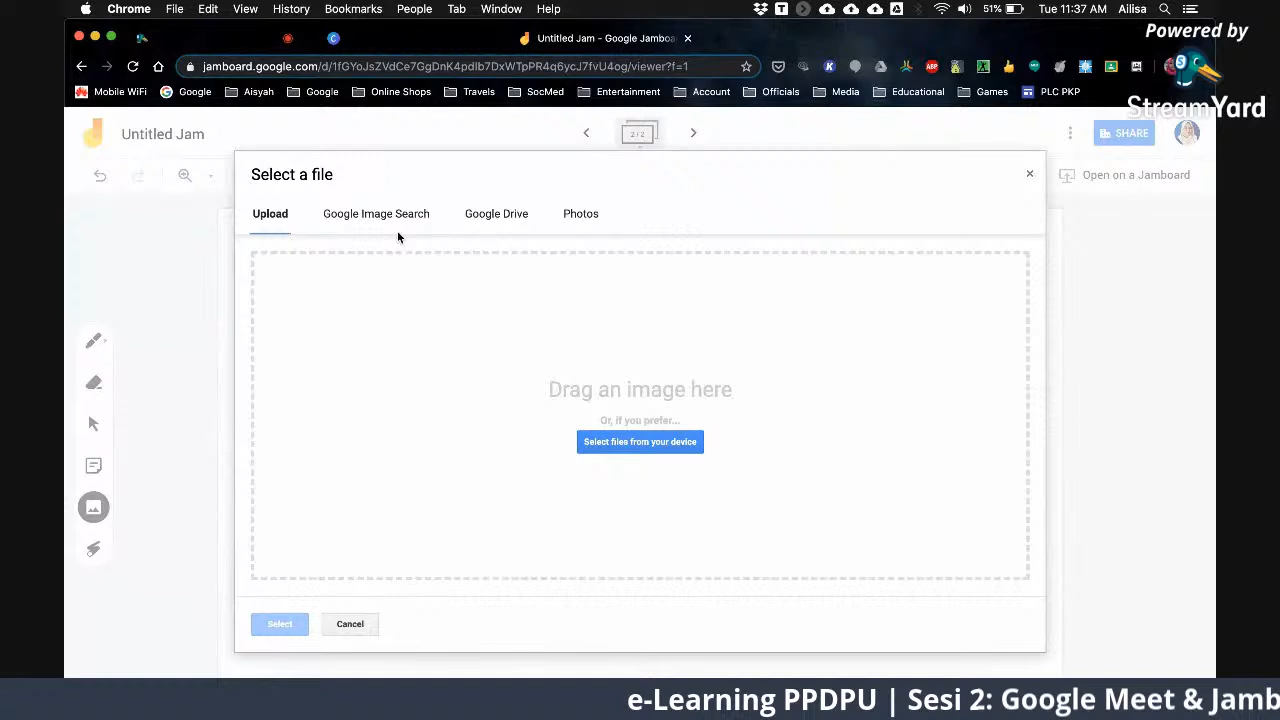 Chrome File Edit View History Bookmarks People Tab Window Help 51% Tue 11:37 AM Ailisa
Powered by
StreamYard
Untitled Jam - Google Jamboa
jamboard.google.com/d/1fGYoJsZVdCe7GgDnK4pdlb7DxWTpPR4q6ycJ7fvU4og/viewer?f=1
Mobile WiFi Google Aisyah Google Online Shops Travels SocMed Entertainment Account Officials Media Educational Games PLC PKP
Untitled Jam 2 / 2 SHARE
Open on a Jamboard
Select a file
Upload Google Image Search Google Drive Photos
Drag an image here
Or, if you prefer...
Select files from your device
Select Cancel
e-Learning PPDPU | Sesi 2: Google Meet & Jamb